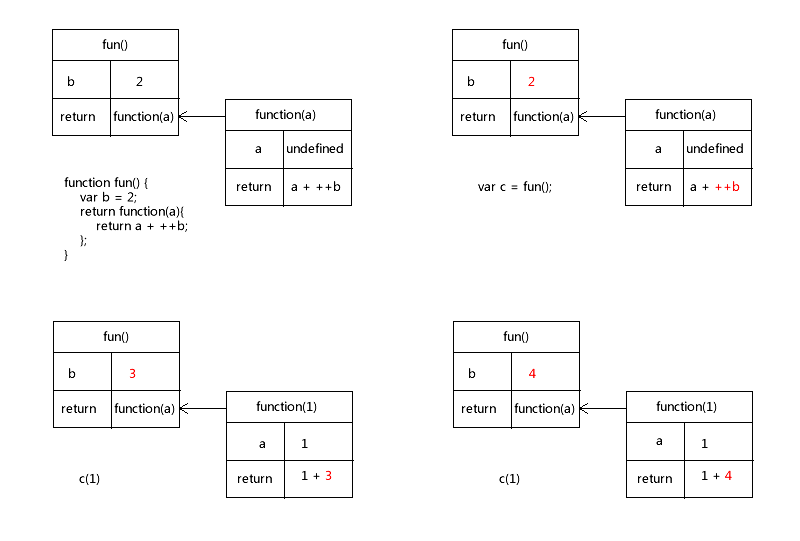 fun()
b 2
return function(a)
function(a)
a undefined
return a + ++b
function fun() {
var b = 2;
return function(a){
return a + ++b;
};
}
fun()
b 2
return function(a)
function(a)
a undefined
return a + ++b
var c = fun();
fun()
b 3
return function(a)
function(1)
a 1
return 1 + 3
c(1)
fun()
b 4
return function(a)
function(1)
a 1
return 1 + 4
c(1)